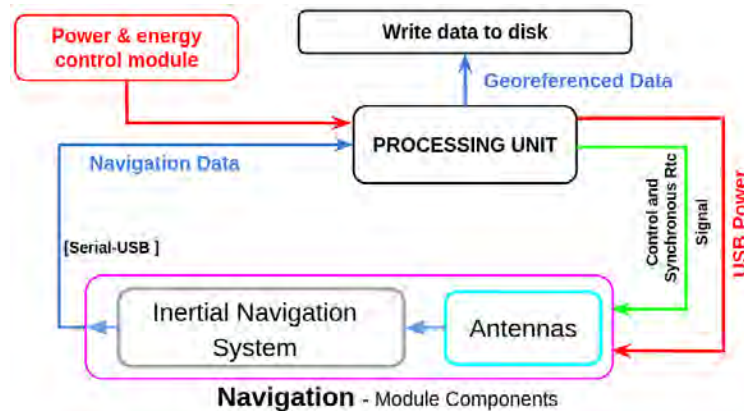 Power & energy
control module
Write data to disk
Georeferenced Data
PROCESSING UNIT
Navigation Data
[Serial-USB ]
Control and
Synchronous Rtc
Signal
USB Power
Inertial Navigation
System
Antennas
Navigation - Module Components